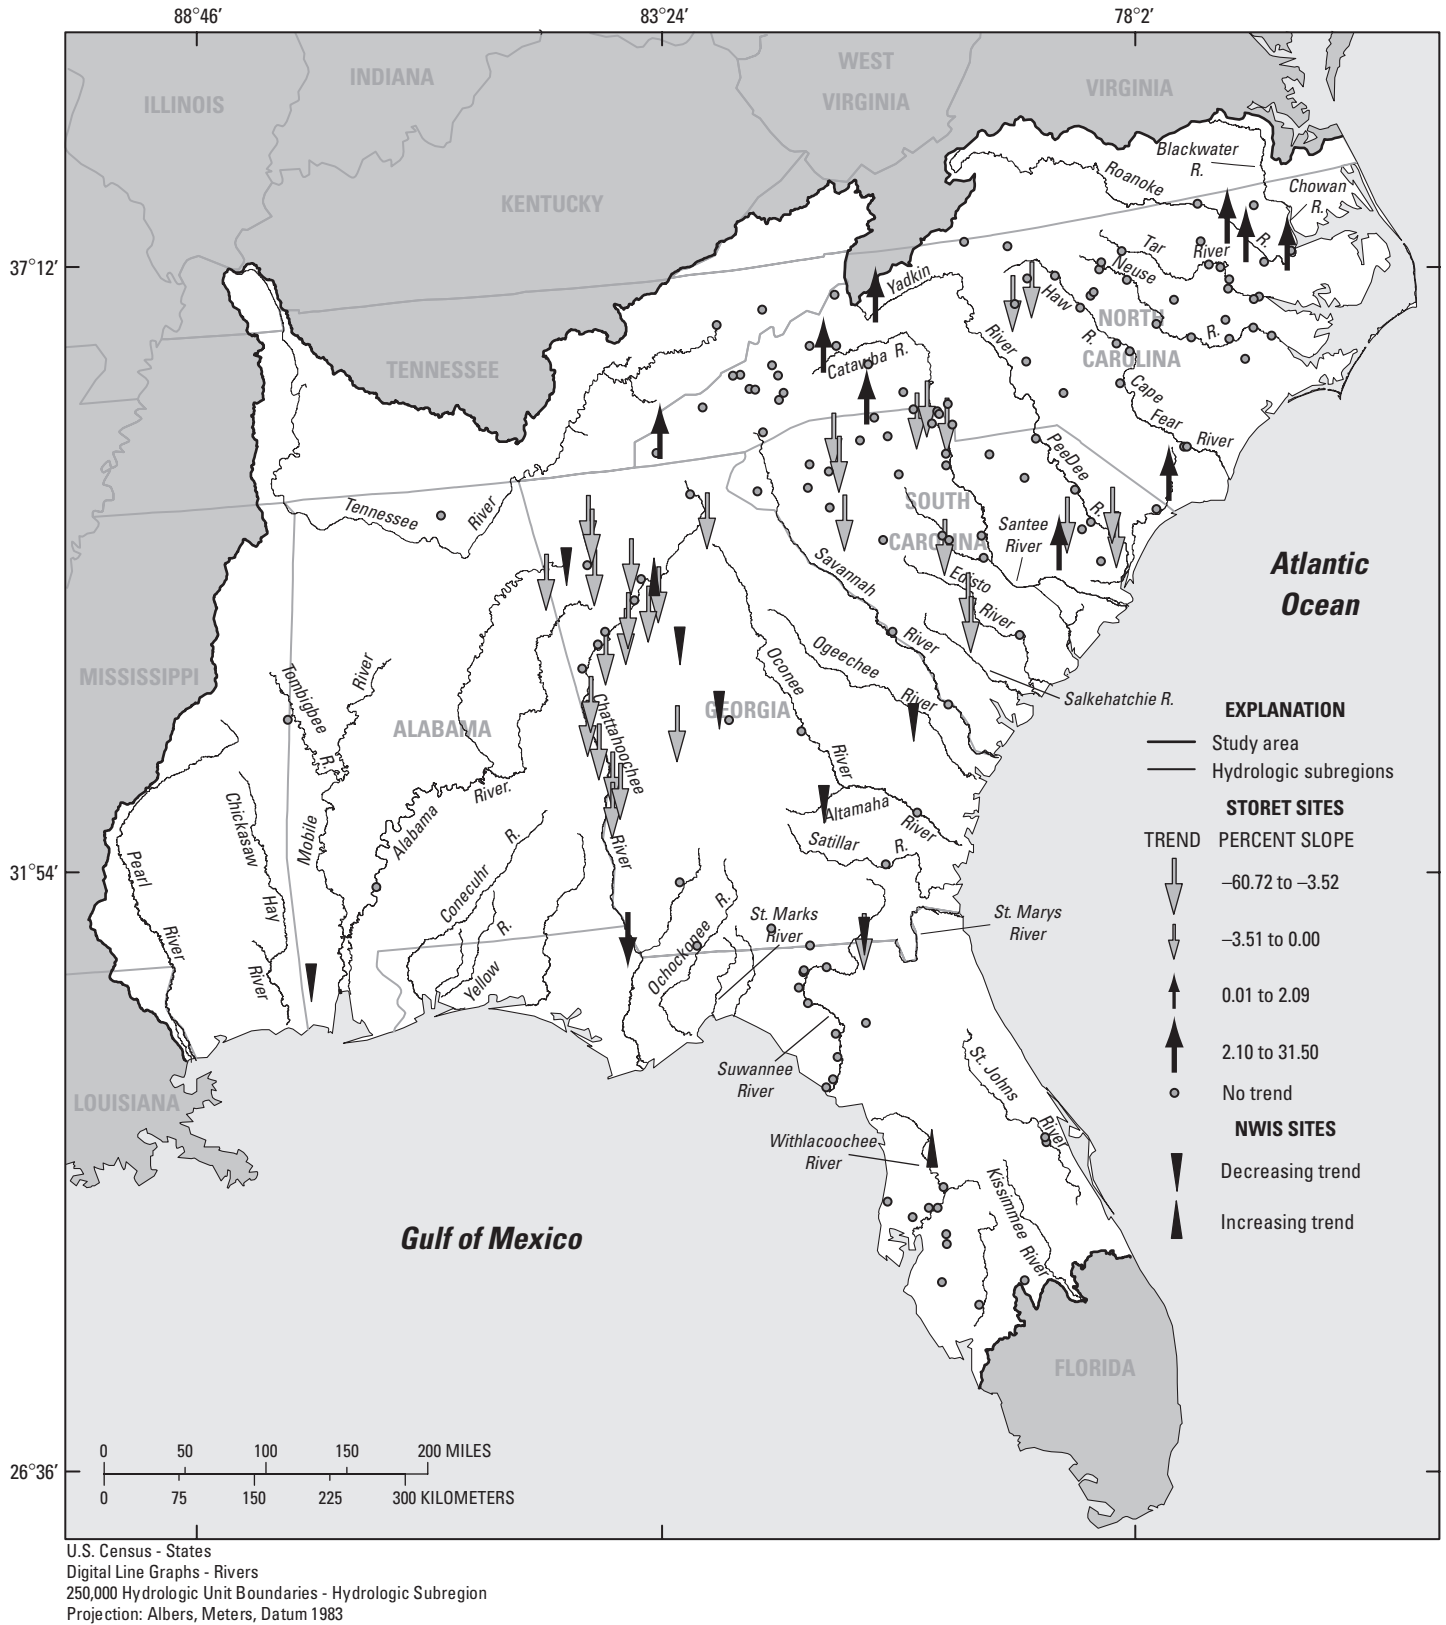 88°46′ 83°24′ 78°2′
ILLINOIS
INDIANA
WEST
VIRGINIA
VIRGINIA
KENTUCKY
Blackwater
R.
Roanoke
Chowan
R.
R.
37°12′
Tar
River
Neuse
R.
Yadkin
River
Haw
R.
NORTH
CAROLINA
TENNESSEE
Catawba R.
Cape
Fear
River
PeeDee
R.
Tennessee
River
SOUTH
CAROLINA
Santee
River
Savannah
River
Edisto
River
Atlantic
Ocean
MISSISSIPPI
Tombigbee
R.
River
ALABAMA
Chattahoochee
River
GEORGIA
Oconee
River
Ogeechee
River
Salkehatchie R.
EXPLANATION
Study area
Hydrologic subregions
STORET SITES
TREND PERCENT SLOPE
–60.72 to –3.52
–3.51 to 0.00
0.01 to 2.09
2.10 to 31.50
No trend
NWIS SITES
Decreasing trend
Increasing trend
Chickasaw
Hay
River
Mobile
Alabama
River.
Altamaha
River
Satillar
R.
31°54′
Pearl
River
Conecuhr
R.
Yellow
R.
Ochockonee
R.
St. Marks
River
St. Marys
River
Suwannee
River
St. Johns
River
LOUISIANA
Withlacoochee
River
Kissimmee
River
Gulf of Mexico
FLORIDA
0 50 100 150 200 MILES
26°36′
0 75 150 225 300 KILOMETERS
U.S. Census - States
Digital Line Graphs - Rivers
250,000 Hydrologic Unit Boundaries - Hydrologic Subregion
Projection: Albers, Meters, Datum 1983